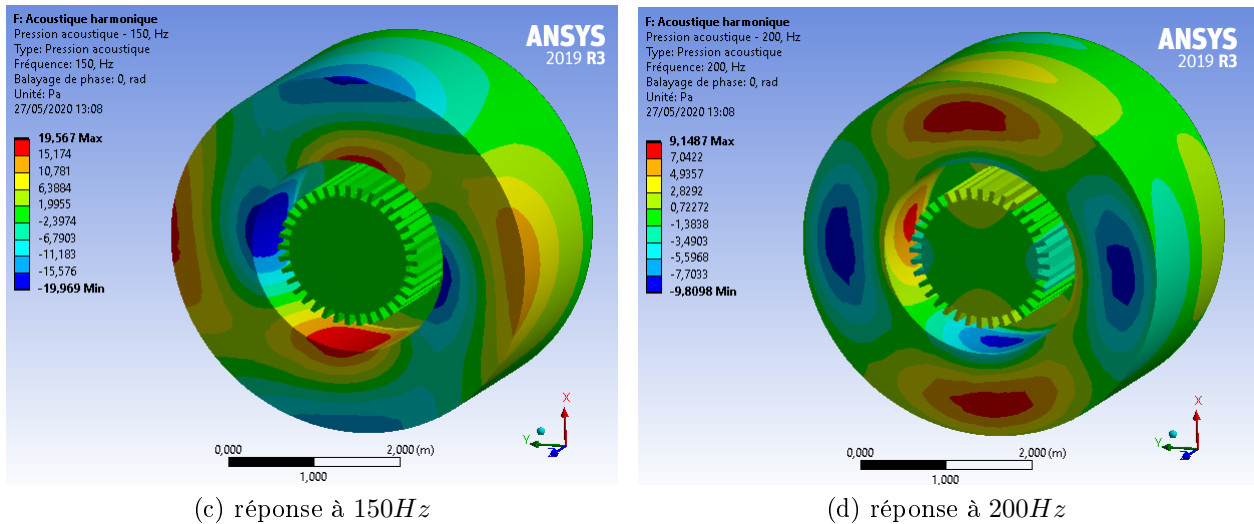 F: Acoustique harmonique
Pression acoustique - 150, Hz
Type: Pression acoustique
Fréquence: 150, Hz
Balayage de phase: 0, rad
Unité: Pa
27/05/2020 13:08
19,567 Max
15,174
10,781
6,3884
1,9955
-2,3974
-6,7903
-11,183
-15,576
-19,969 Min
ANSYS
2019 R3
0,000
2,000 (m)
1,000
X
Y
(c) réponse à 150Hz
F: Acoustique harmonique
Pression acoustique - 200, Hz
Type: Pression acoustique
Fréquence: 200, Hz
Balayage de phase: 0, rad
Unité: Pa
27/05/2020 13:08
9,1487 Max
7,0422
4,9357
2,8292
0,72272
-1,3838
-3,4903
-5,5968
-7,7033
-9,8098 Min
ANSYS
2019 R3
0,000
2,000 (m)
1,000
X
Y
(d) réponse à 200Hz